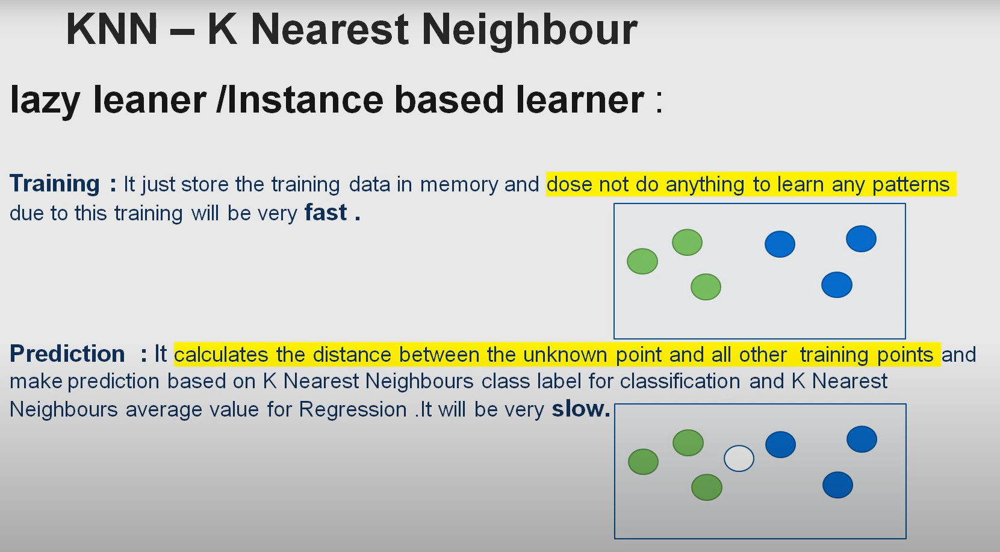 KNN – K Nearest Neighbour
lazy leaner /Instance based learner :
Training : It just store the training data in memory and dose not do anything to learn any patterns
due to this training will be very fast .
Prediction : It calculates the distance between the unknown point and all other training points and
make prediction based on K Nearest Neighbours class label for classification and K Nearest
Neighbours average value for Regression .It will be very slow.